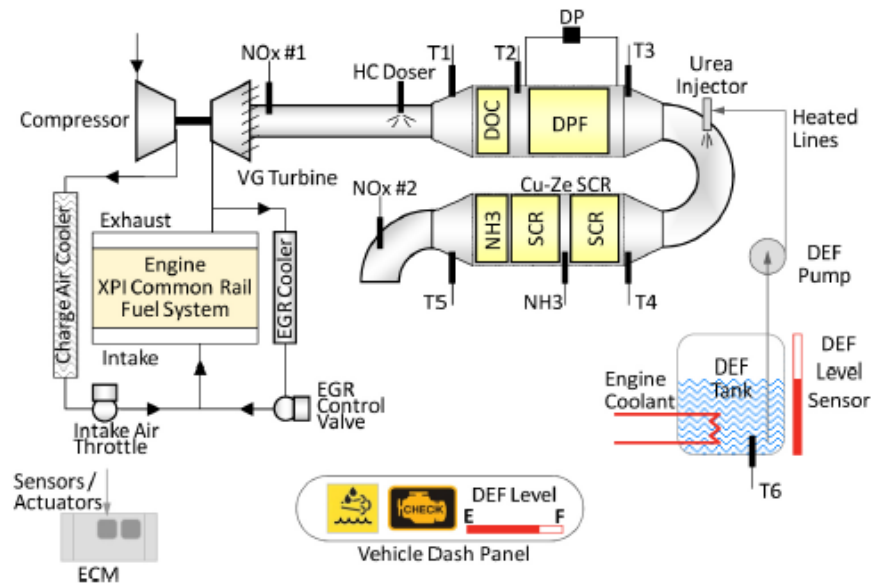 DP
NOx #1
T1
T2
T3
HC Doser
Urea
Injector
Compressor
DOC
DPF
Heated
Lines
VG Turbine
NOx #2
Cu-Ze SCR
Exhaust
NH3
SCR
SCR
Charge Air Cooler
Engine
XPI Common Rail
Fuel System
EGR Cooler
DEF
Pump
T5
NH3
T4
Intake
DEF
Tank
DEF
Level
Sensor
Engine
Coolant
EGR
Control
Valve
Intake Air
Throttle
Sensors/
Actuators
T6
CHECK
DEF Level
E
F
Vehicle Dash Panel
ECM